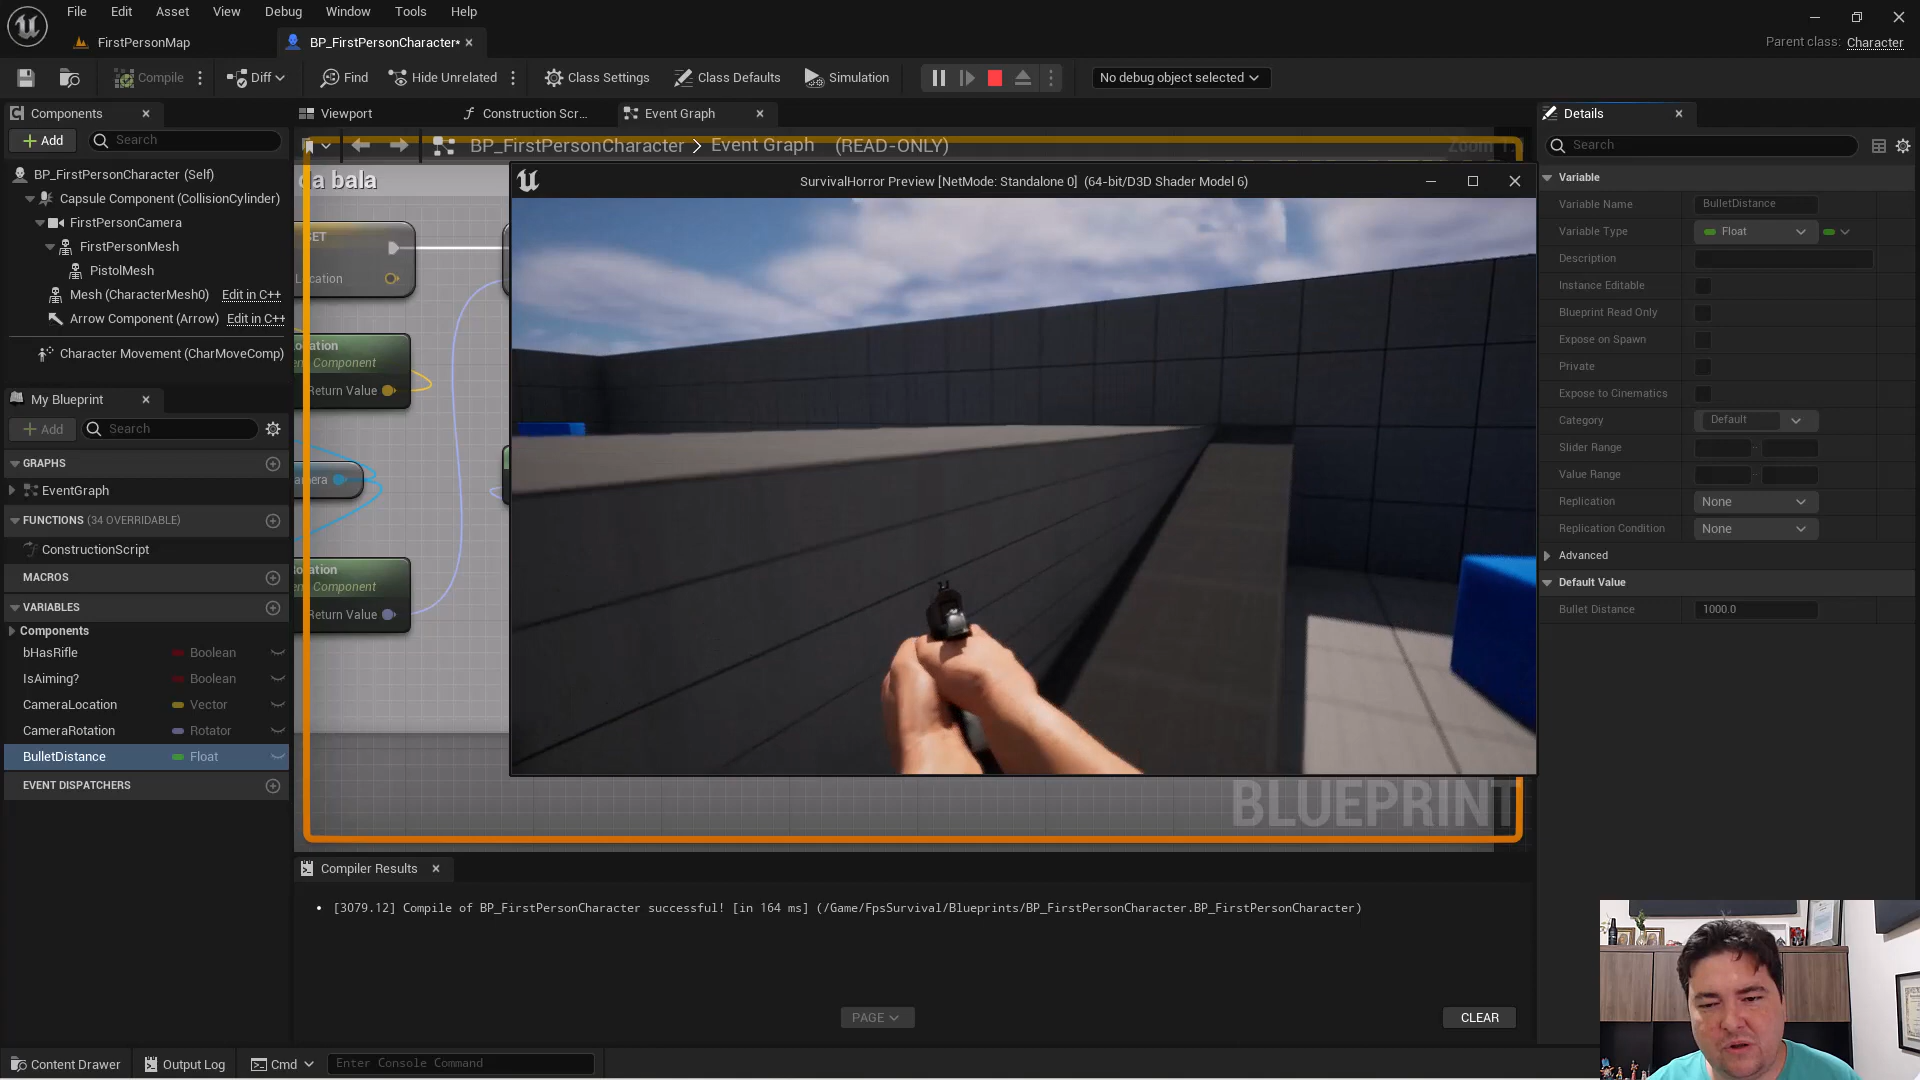 File Edit Asset View Debug Window Tools Help
FirstPersonMap
BP_FirstPersonCharacter*
Parent class: Character
Compile
Diff
Find
Hide Unrelated
Class Settings
Class Defaults
Simulation
No debug object selected
Components
Add
Search
BP_FirstPersonCharacter (Self)
Capsule Component (CollisionCylinder)
FirstPersonCamera
FirstPersonMesh
PistolMesh
Mesh (CharacterMesh0) Edit in C++
Arrow Component (Arrow) Edit in C++
Character Movement (CharMoveComp)
My Blueprint
Add
Search
GRAPHS
EventGraph
FUNCTIONS (34 OVERRIDABLE)
ConstructionScript
MACROS
VARIABLES
Components
bHasRifle Boolean
IsAiming? Boolean
CameraLocation Vector
CameraRotation Rotator
BulletDistance Float
EVENT DISPATCHERS
Viewport
Construction Scr...
Event Graph
BP_FirstPersonCharacter > Event Graph (READ-ONLY)
da bala
SET
Location
Return Value
Return Value
SurvivalHorror Preview [NetMode: Standalone 0] (64-bit/D3D Shader Model 6)
BLUEPRINT
Compiler Results
[3079.12] Compile of BP_FirstPersonCharacter successful! [in 164 ms] (/Game/FpsSurvival/Blueprints/BP_FirstPersonCharacter.BP_FirstPersonCharacter)
PAGE
CLEAR
Details
Search
Variable
Variable Name BulletDistance
Variable Type Float
Description
Instance Editable
Blueprint Read Only
Expose on Spawn
Private
Expose to Cinematics
Category Default
Slider Range
Value Range
Replication None
Replication Condition None
Advanced
Default Value
Bullet Distance 1000.0
Content Drawer
Output Log
Cmd
Enter Console Command